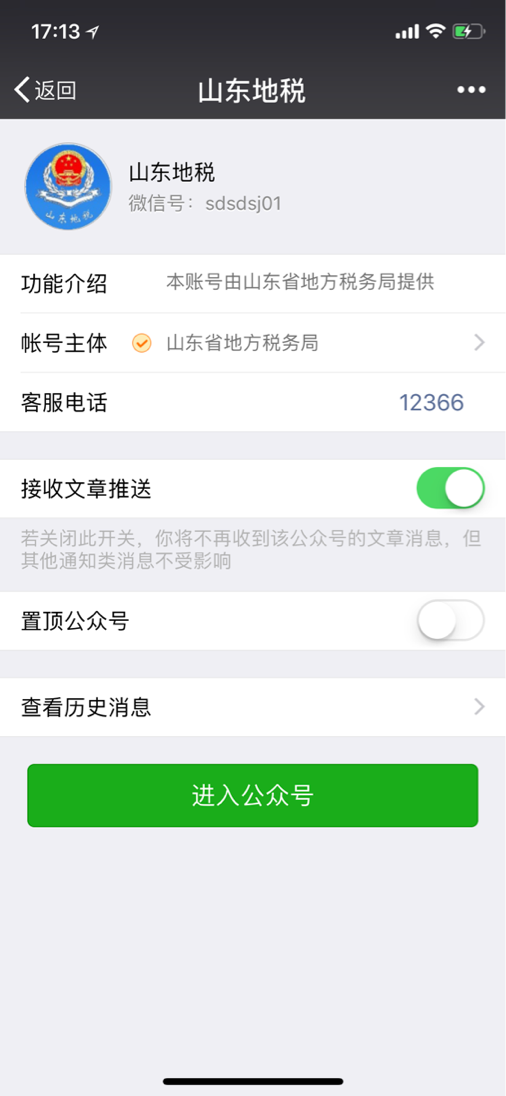 17:13
返回
山东地税
山东地税
山东地税
微信号：sdsdsj01
功能介绍
本账号由山东省地方税务局提供
帐号主体
山东省地方税务局
客服电话
12366
接收文章推送
若关闭此开关，你将不再收到该公众号的文章消息，但
其他通知类消息不受影响
置顶公众号
查看历史消息
进入公众号